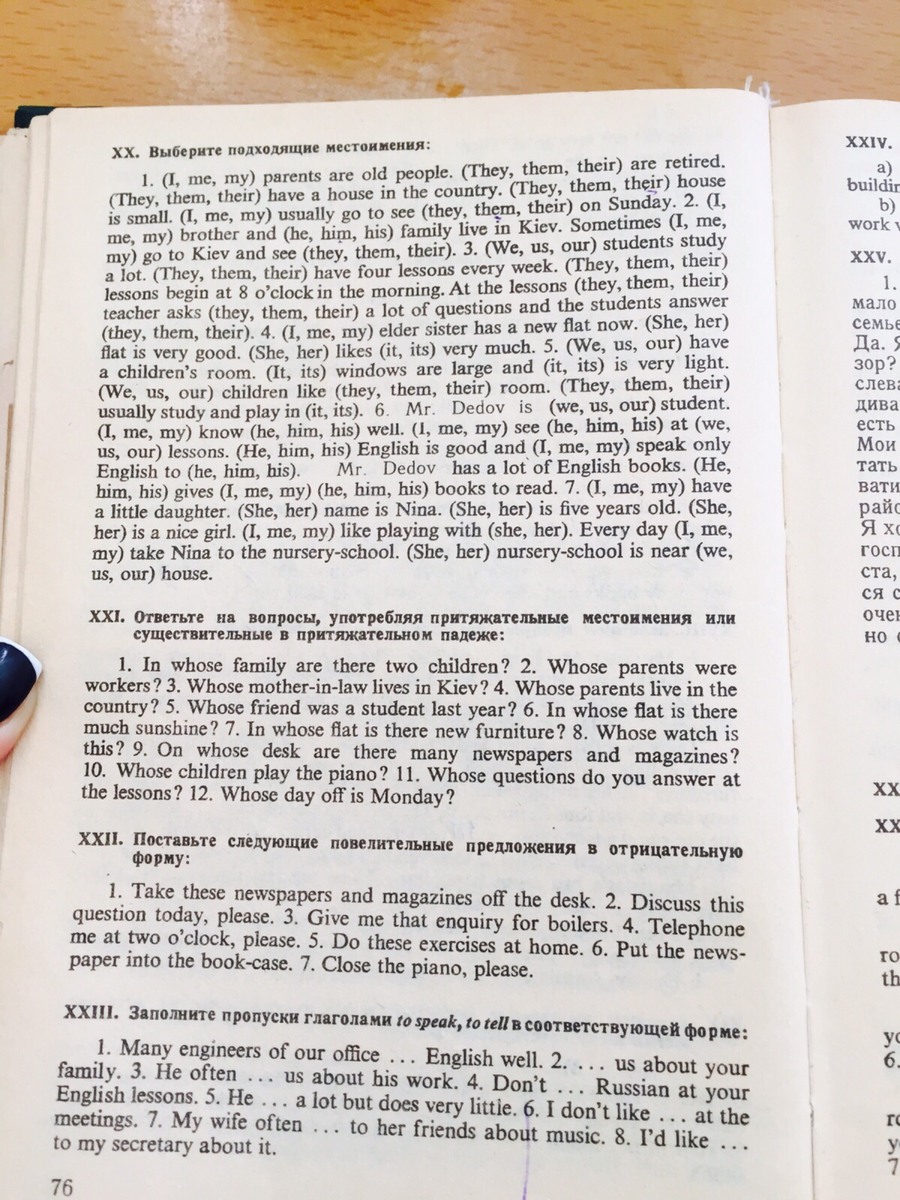 XX. Выберите подходящие местоимения:
1. (I, me, my) parents are old people. (They, them, their) are retired.
(They, them, their) have a house in the country. (They, them, their) house
is small. (I, me, my) usually go to see (they, them, their) on Sunday. 2. (I,
me, my) brother and (he, him, his) family live in Kiev. Sometimes (I, me,
my) go to Kiev and see (they, them, their). 3. (We, us, our) students study
a lot. (They, them, their) have four lessons every week. (They, them, their)
lessons begin at 8 o'clock in the morning. At the lessons (they, them, their)
teacher asks (they, them, their) a lot of questions and the students answer
(they, them, their). 4. (I, me, my) elder sister has a new flat now. (She, her)
flat is very good. (She, her) likes (it, its) very much. 5. (We, us, our) have
a children's room. (It, its) windows are large and (it, its) is very light.
(We, us, our) children like (they, them, their) room. (They, them, their)
usually study and play in (it, its). 6. Mr. Dedov is (we, us, our) student.
(I, me, my) know (he, him, his) well. (I, me, my) see (he, him, his) at (we,
us, our) lessons. (He, him, his) English is good and (I, me, my) speak only
English to (he, him, his). Mr. Dedov has a lot of English books. (He,
him, his) gives (I, me, my) (he, him, his) books to read. 7. (I, me, my) have
a little daughter. (She, her) name is Nina. (She, her) is five years old. (She,
her) is a nice girl. (I, me, my) like playing with (she, her). Every day (I, me,
my) take Nina to the nursery-school. (She, her) nursery-school is near (we,
us, our) house.
XXI. Ответьте на вопросы, употребляя притяжательные местоимения или
существительные в притяжательном падеже:
1. In whose family are there two children? 2. Whose parents were
workers? 3. Whose mother-in-law lives in Kiev? 4. Whose parents live in the
country? 5. Whose friend was a student last year? 6. In whose flat is there
much sunshine? 7. In whose flat is there new furniture? 8. Whose watch is
this? 9. On whose desk are there many newspapers and magazines?
10. Whose children play the piano? 11. Whose questions do you answer at
the lessons? 12. Whose day off is Monday?
XXII. Поставьте следующие повелительные предложения в отрицательную
форму:
1. Take these newspapers and magazines off the desk. 2. Discuss this
question today, please. 3. Give me that enquiry for boilers. 4. Telephone
me at two o'clock, please. 5. Do these exercises at home. 6. Put the news-
paper into the book-case. 7. Close the piano, please.
XXIII. Заполните пропуски глаголами to speak, to tell в соответствующей форме:
1. Many engineers of our office ... English well. 2. ... us about your
family. 3. He often ... us about his work. 4. Don't ... Russian at your
English lessons. 5. He ... a lot but does very little. 6. I don't like ... at the
meetings. 7. My wife often ... to her friends about music. 8. I'd like ...
to my secretary about it.
76
XXIV.
a)
b)
work
XXV.
1.
мало
семье
Да. Я
зор?
слева
есть
Мои
Я
ста,
ся
но
XX
XX
a
6.
7